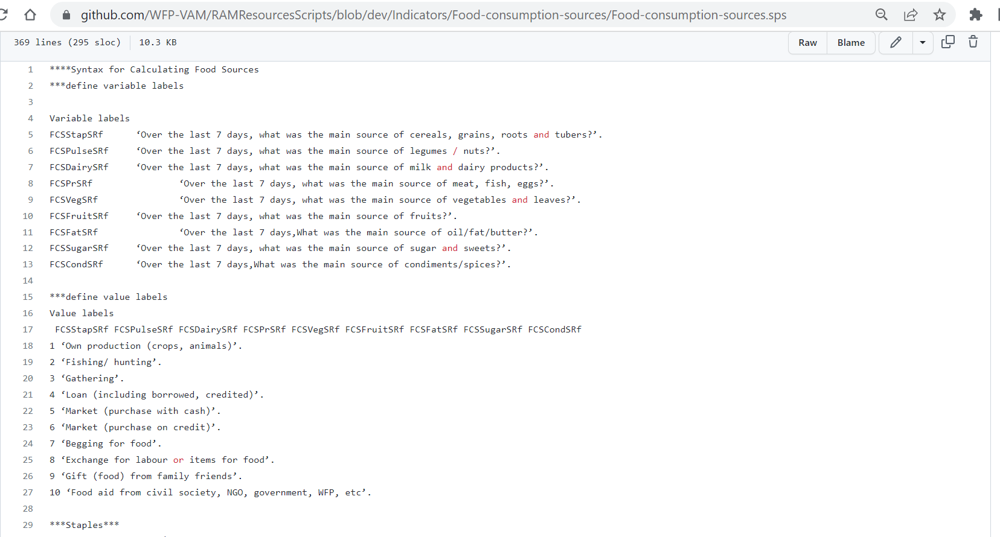 github.com/WFP-VAM/RAMResourcesScripts/blob/dev/Indicators/Food-consumption-sources/Food-consumption-sources.sps
369 lines (295 sloc) 10.3 KB Raw Blame
1 ****Syntax for Calculating Food Sources
2 ***define variable labels
3
4 Variable labels
5 FCSStapSRf ‘Over the last 7 days, what was the main source of cereals, grains, roots and tubers?’.
6 FCSPulseSRf ‘Over the last 7 days, what was the main source of legumes / nuts?’.
7 FCSDairySRf ‘Over the last 7 days, what was the main source of milk and dairy products?’.
8 FCSPrSRf ‘Over the last 7 days, what was the main source of meat, fish, eggs?’.
9 FCSVegSRf ‘Over the last 7 days, what was the main source of vegetables and leaves?’.
10 FCSFruitSRf ‘Over the last 7 days, what was the main source of fruits?’.
11 FCSFatSRf ‘Over the last 7 days,What was the main source of oil/fat/butter?’.
12 FCSSugarSRf ‘Over the last 7 days, what was the main source of sugar and sweets?’.
13 FCSCondSRf ‘Over the last 7 days,What was the main source of condiments/spices?’.
14
15 ***define value labels
16 Value labels
17 FCSStapSRf FCSPulseSRf FCSDairySRf FCSPrSRf FCSVegSRf FCSFruitSRf FCSFatSRf FCSSugarSRf FCSCondSRf
18 1 ‘Own production (crops, animals)’.
19 2 ‘Fishing/ hunting’.
20 3 ‘Gathering’.
21 4 ‘Loan (including borrowed, credited)’.
22 5 ‘Market (purchase with cash)’.
23 6 ‘Market (purchase on credit)’.
24 7 ‘Begging for food’.
25 8 ‘Exchange for labour or items for food’.
26 9 ‘Gift (food) from family friends’.
27 10 ‘Food aid from civil society, NGO, government, WFP, etc’.
28
29 ***Staples***